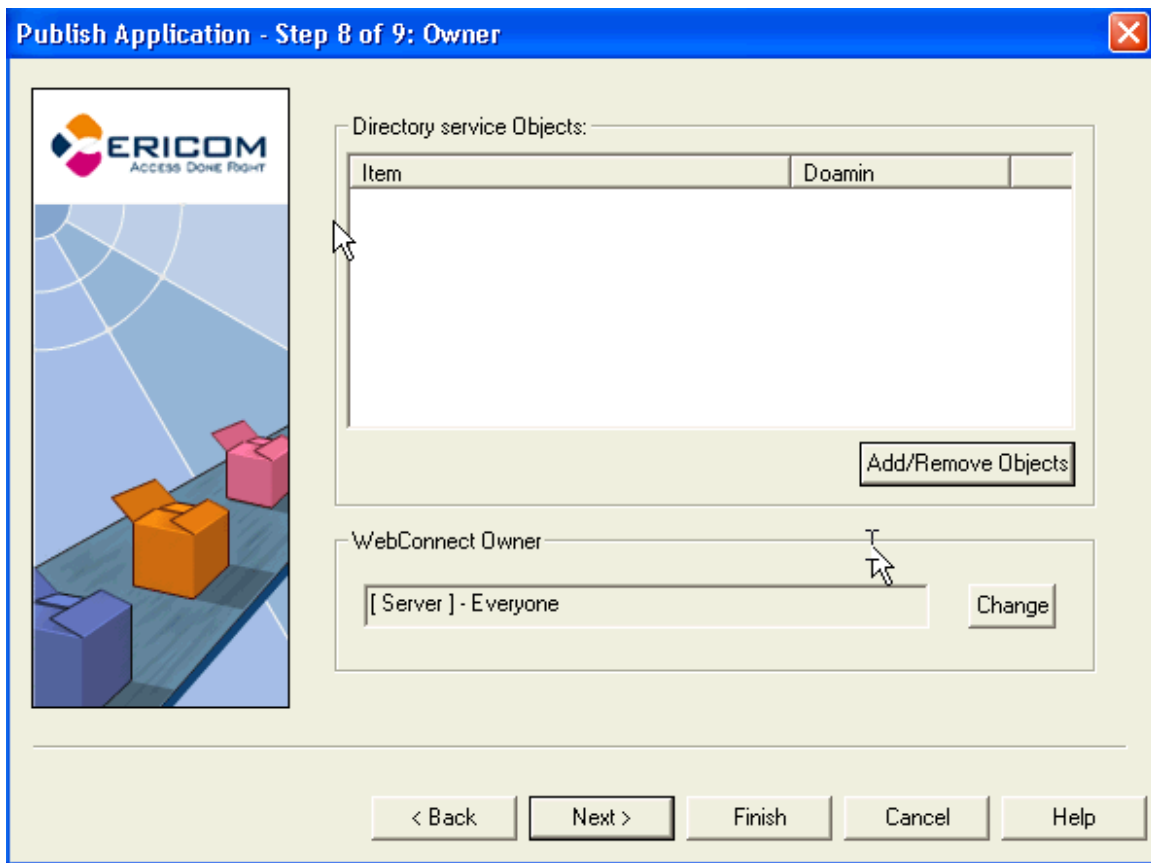 Publish Application - Step 8 of 9: Owner
ERICOM
ACCESS DONE RIGHT
Directory service Objects:
Item Doamin
Add/Remove Objects
WebConnect Owner
[ Server ] - Everyone
Change
< Back Next > Finish Cancel Help